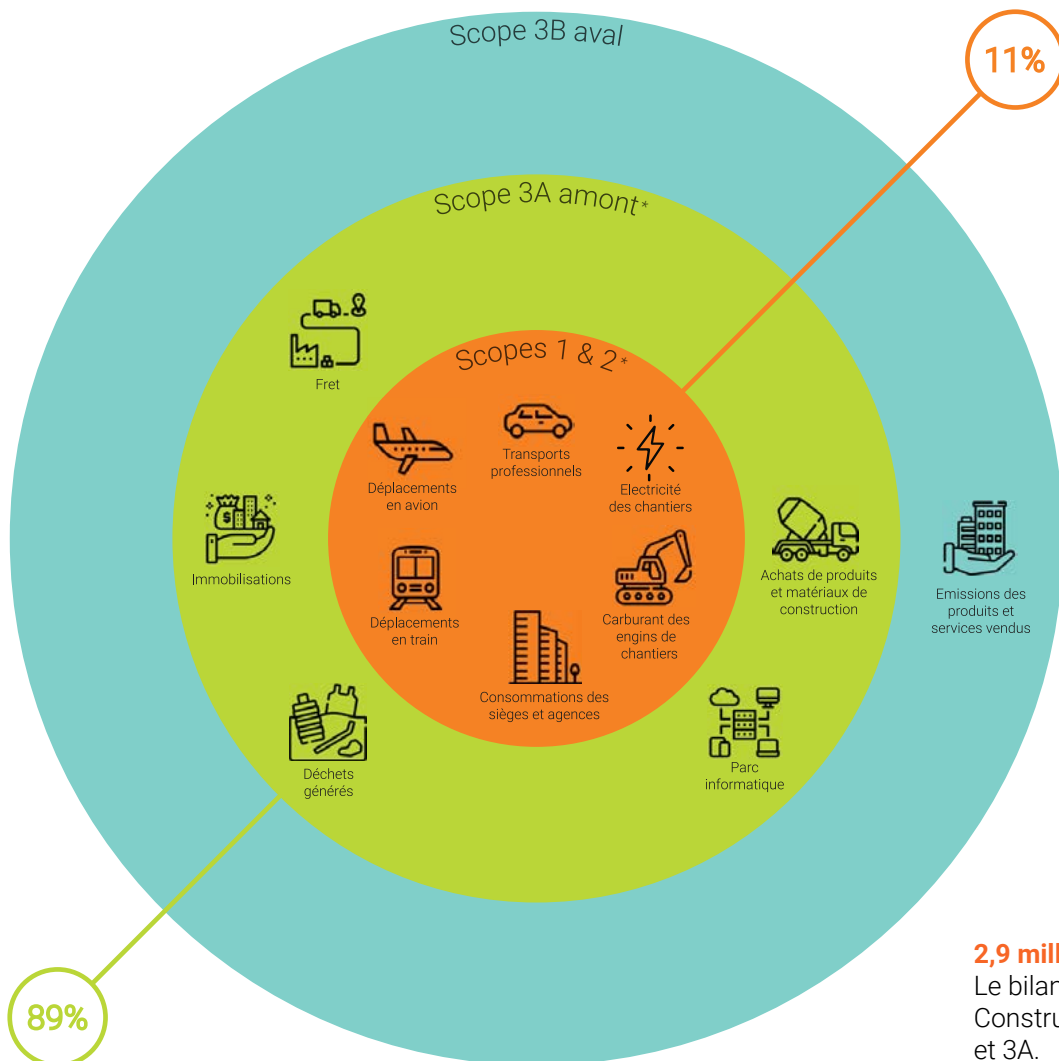 Scope 3B aval
11%
Scope 3A amont*
Fret
Scopes 1 & 2*
Transports
professionnels
Déplacements
en avion
Electricité
des chantiers
Immobilisations
Achats de produits
et matériaux de
construction
Emissions des
produits et
services vendus
Déplacements
en train
Carburant des
engins de
chantiers
Consommations des
sièges et agences
Déchets
générés
Parc
informatique
89%
2,9 mill
Le bilan
Constru
et 3A.